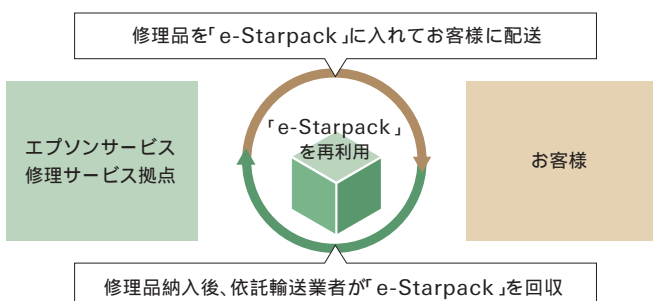 修理品を「e-Starpack」に入れてお客様に配送
エプソンサービス
修理サービス拠点
「e-Starpack」
を再利用
お客様
修理品納入後、依託輸送業者が「e-Starpack」を回収